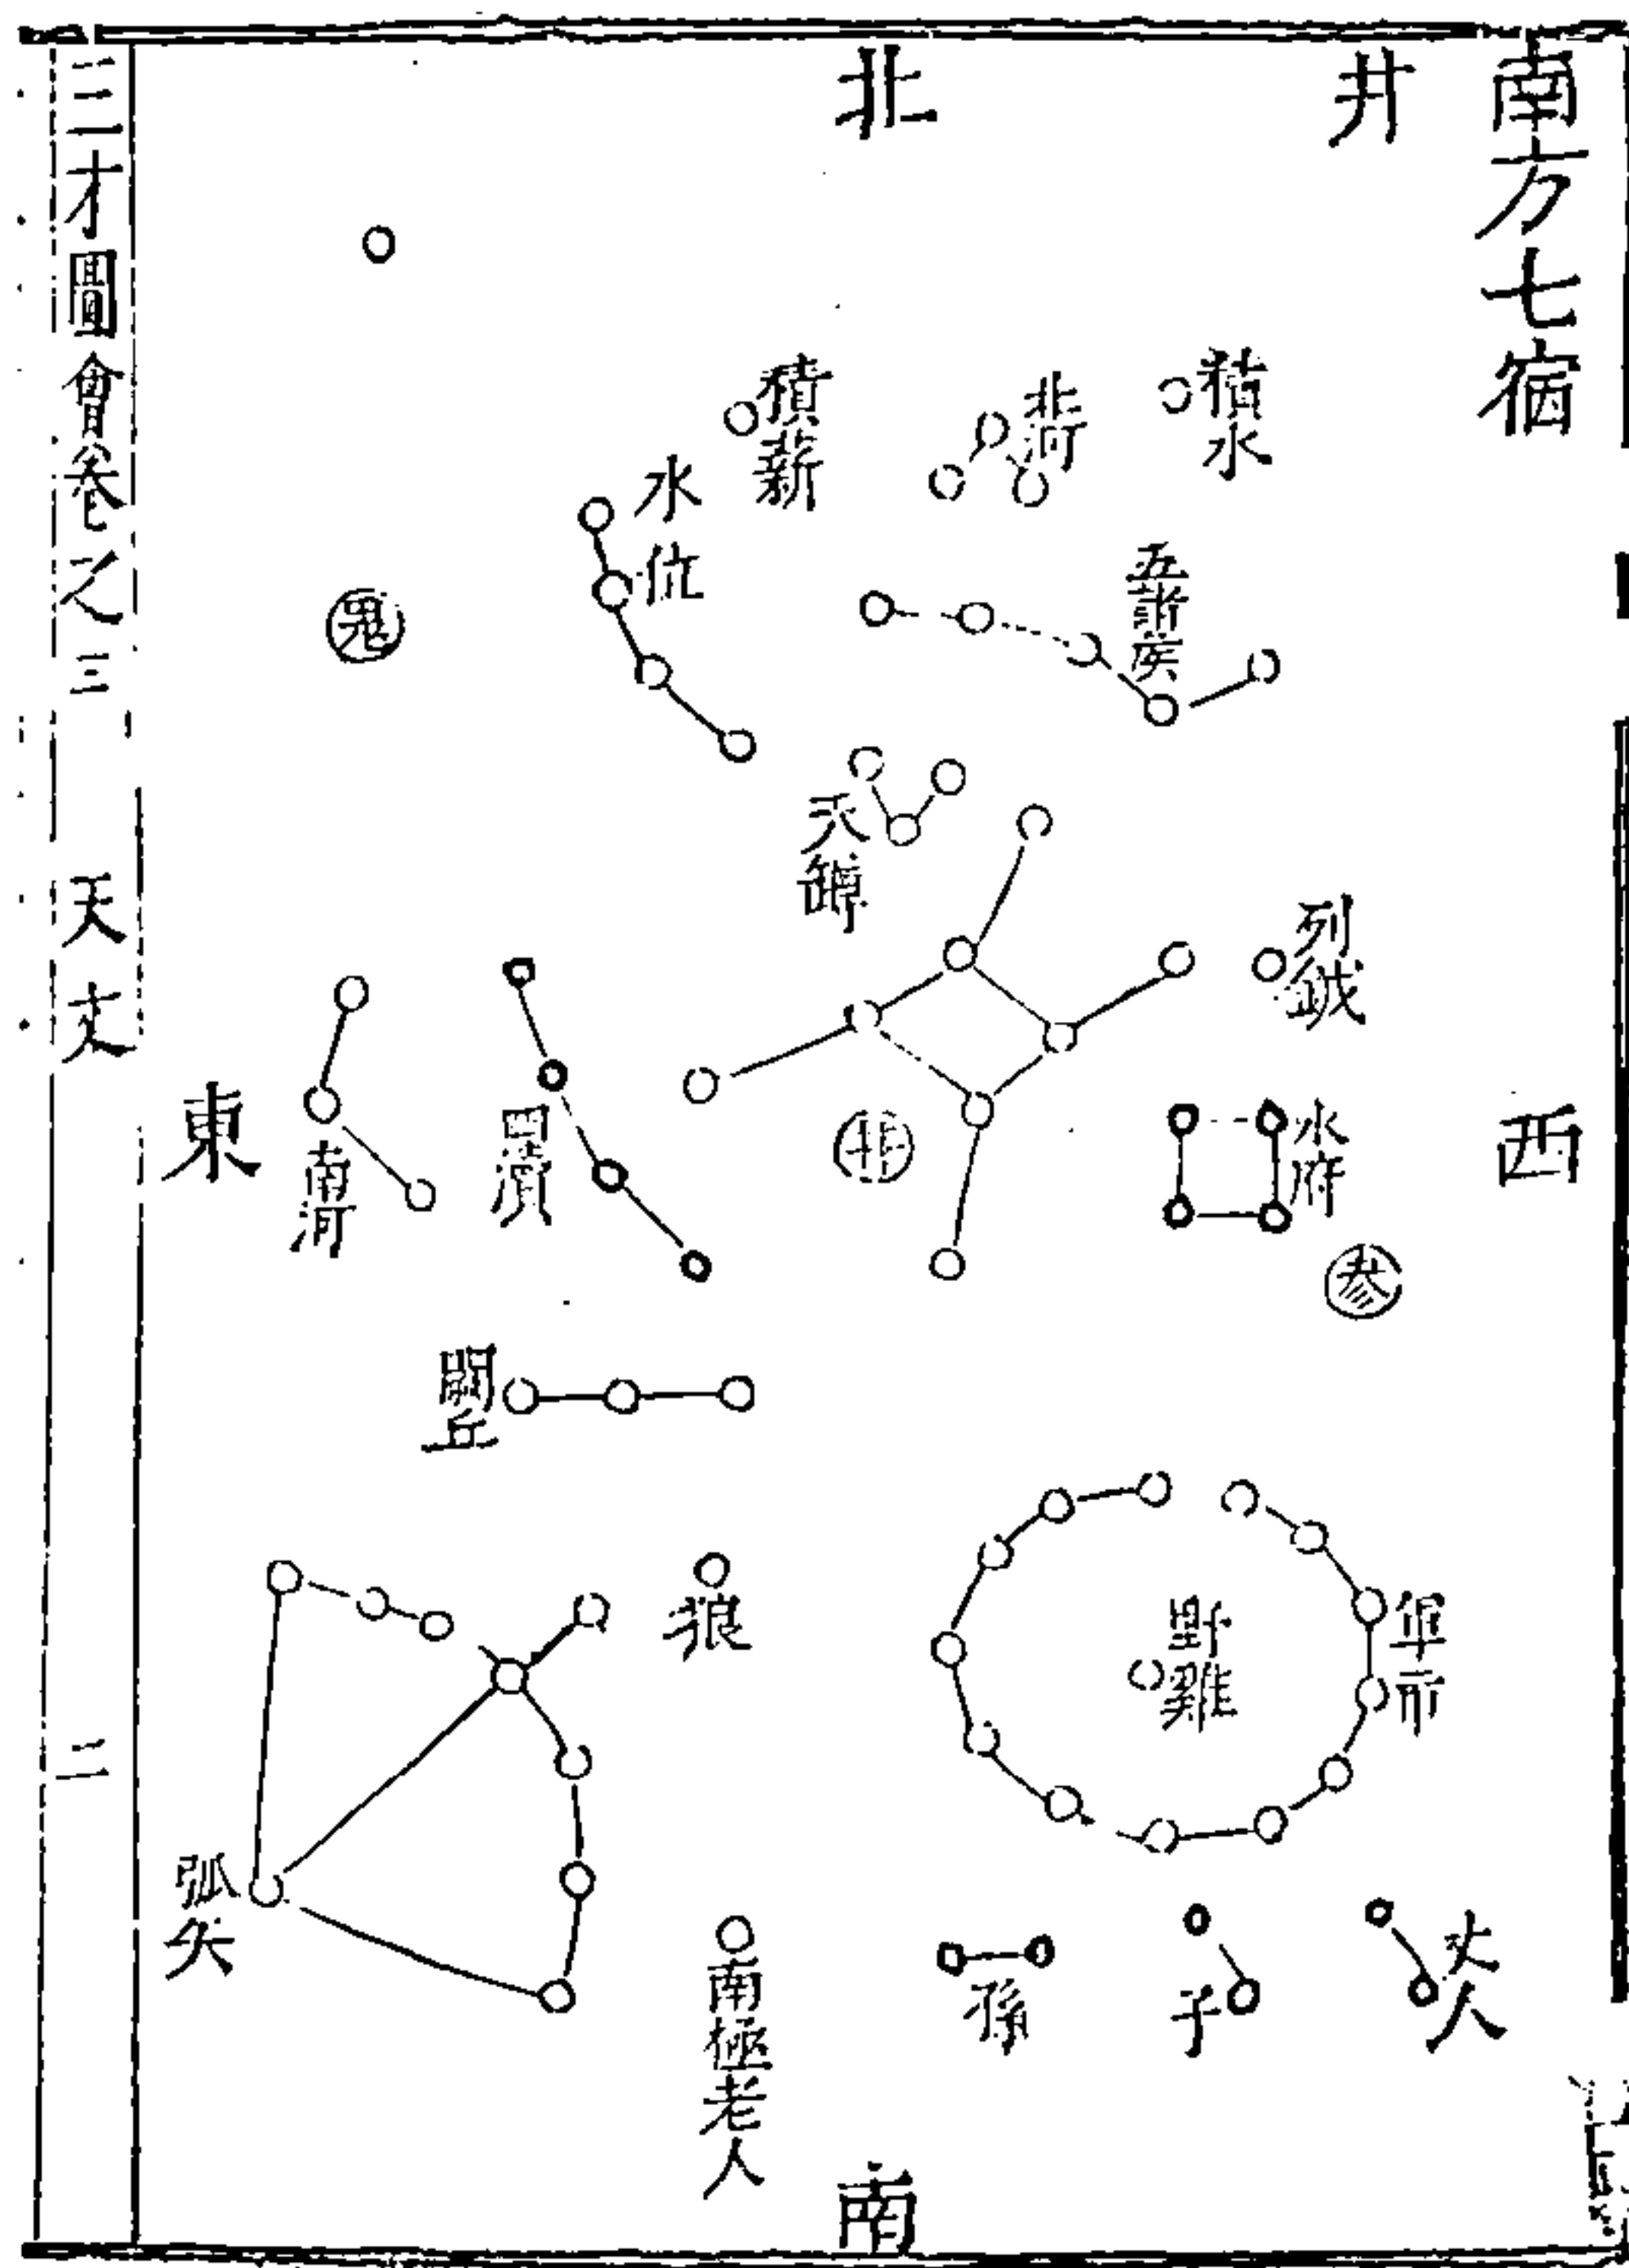 南方七宿
井
北
積水
北河
積薪
水位
五諸侯
鬼
天罇
列鉞
水府
井
四瀆
南河
東
西
參
闕丘
軍市
野雞
狼
弧矢
丈人
子
孫
南極老人
南
三才圖會卷之三
天文
二